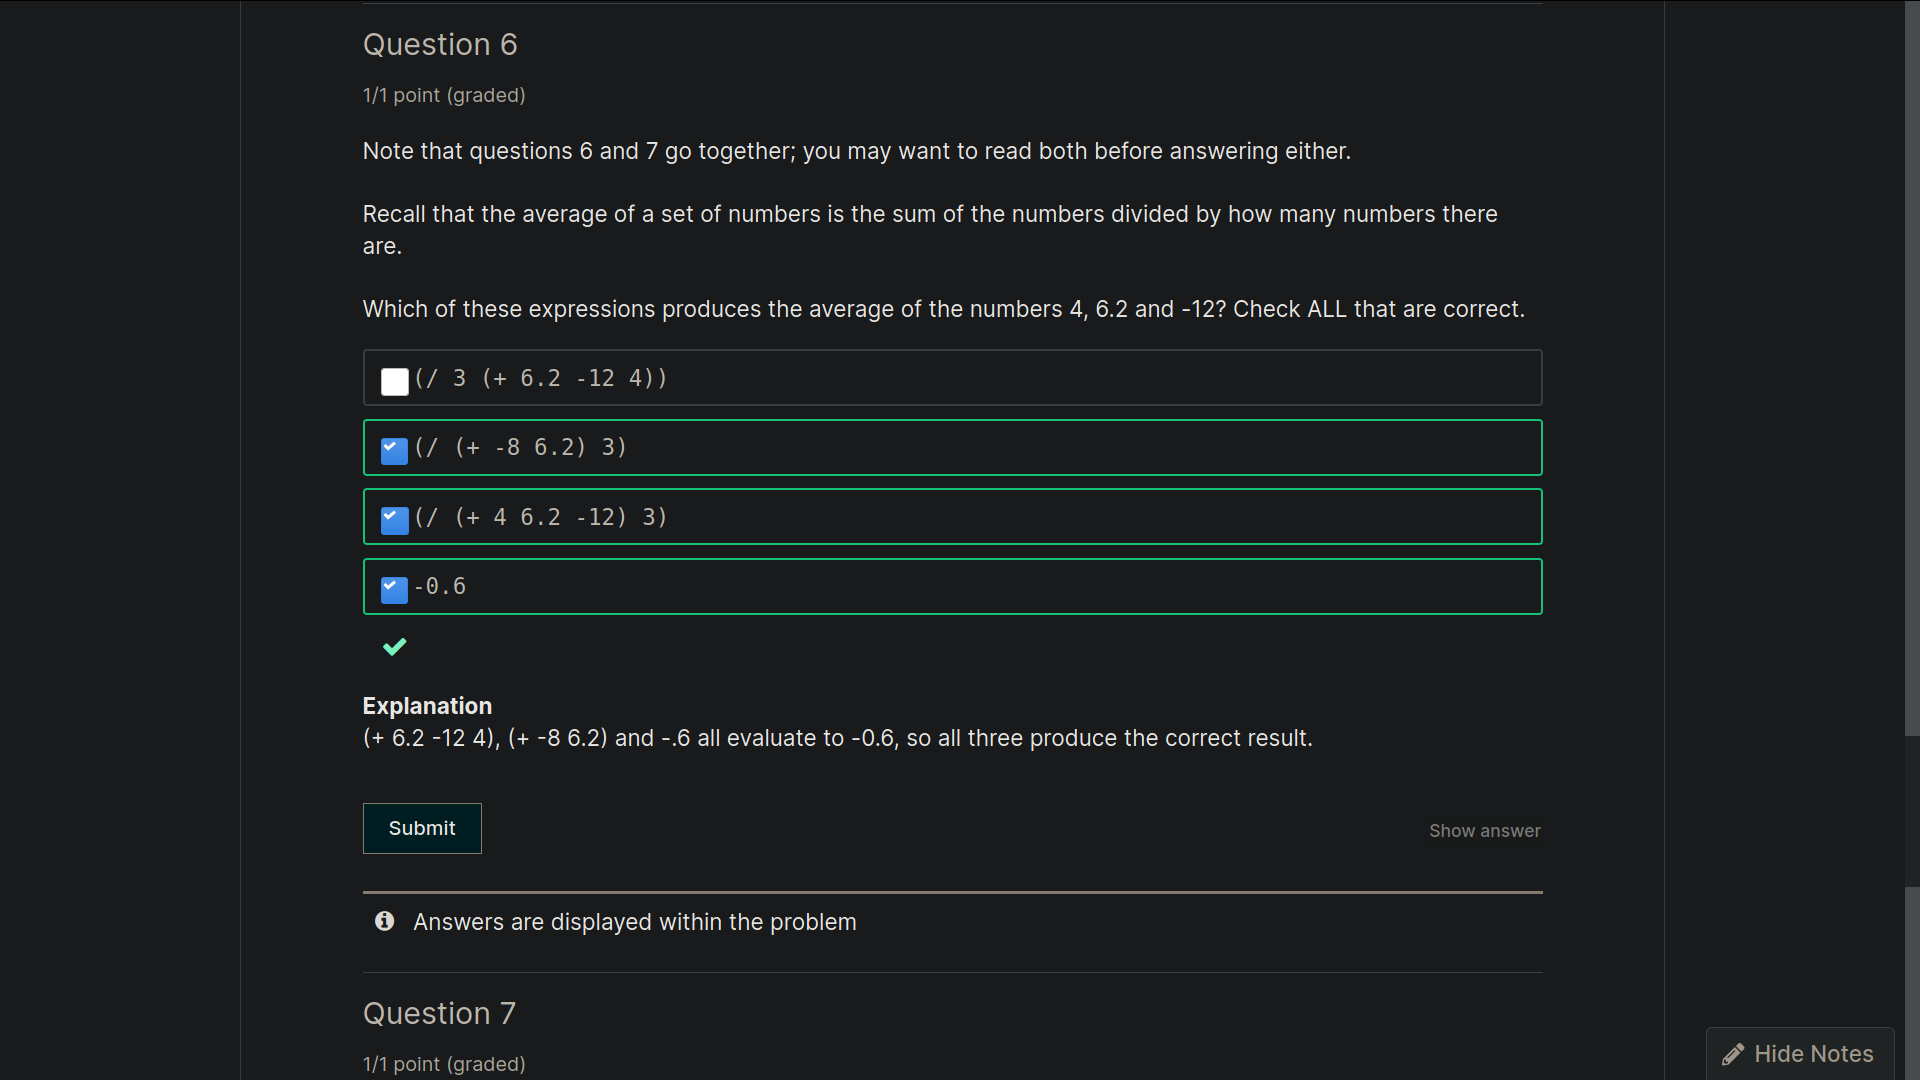 Question 6
1/1 point (graded)
Note that questions 6 and 7 go together; you may want to read both before answering either.
Recall that the average of a set of numbers is the sum of the numbers divided by how many numbers there
are.
Which of these expressions produces the average of the numbers 4, 6.2 and -12? Check ALL that are correct.
(/ 3 (+ 6.2 -12 4))
(/ (+ -8 6.2) 3)
(/ (+ 4 6.2 -12) 3)
-0.6
Explanation
(+ 6.2 -12 4), (+ -8 6.2) and -.6 all evaluate to -0.6, so all three produce the correct result.
Submit
Show answer
Answers are displayed within the problem
Question 7
1/1 point (graded)
Hide Notes